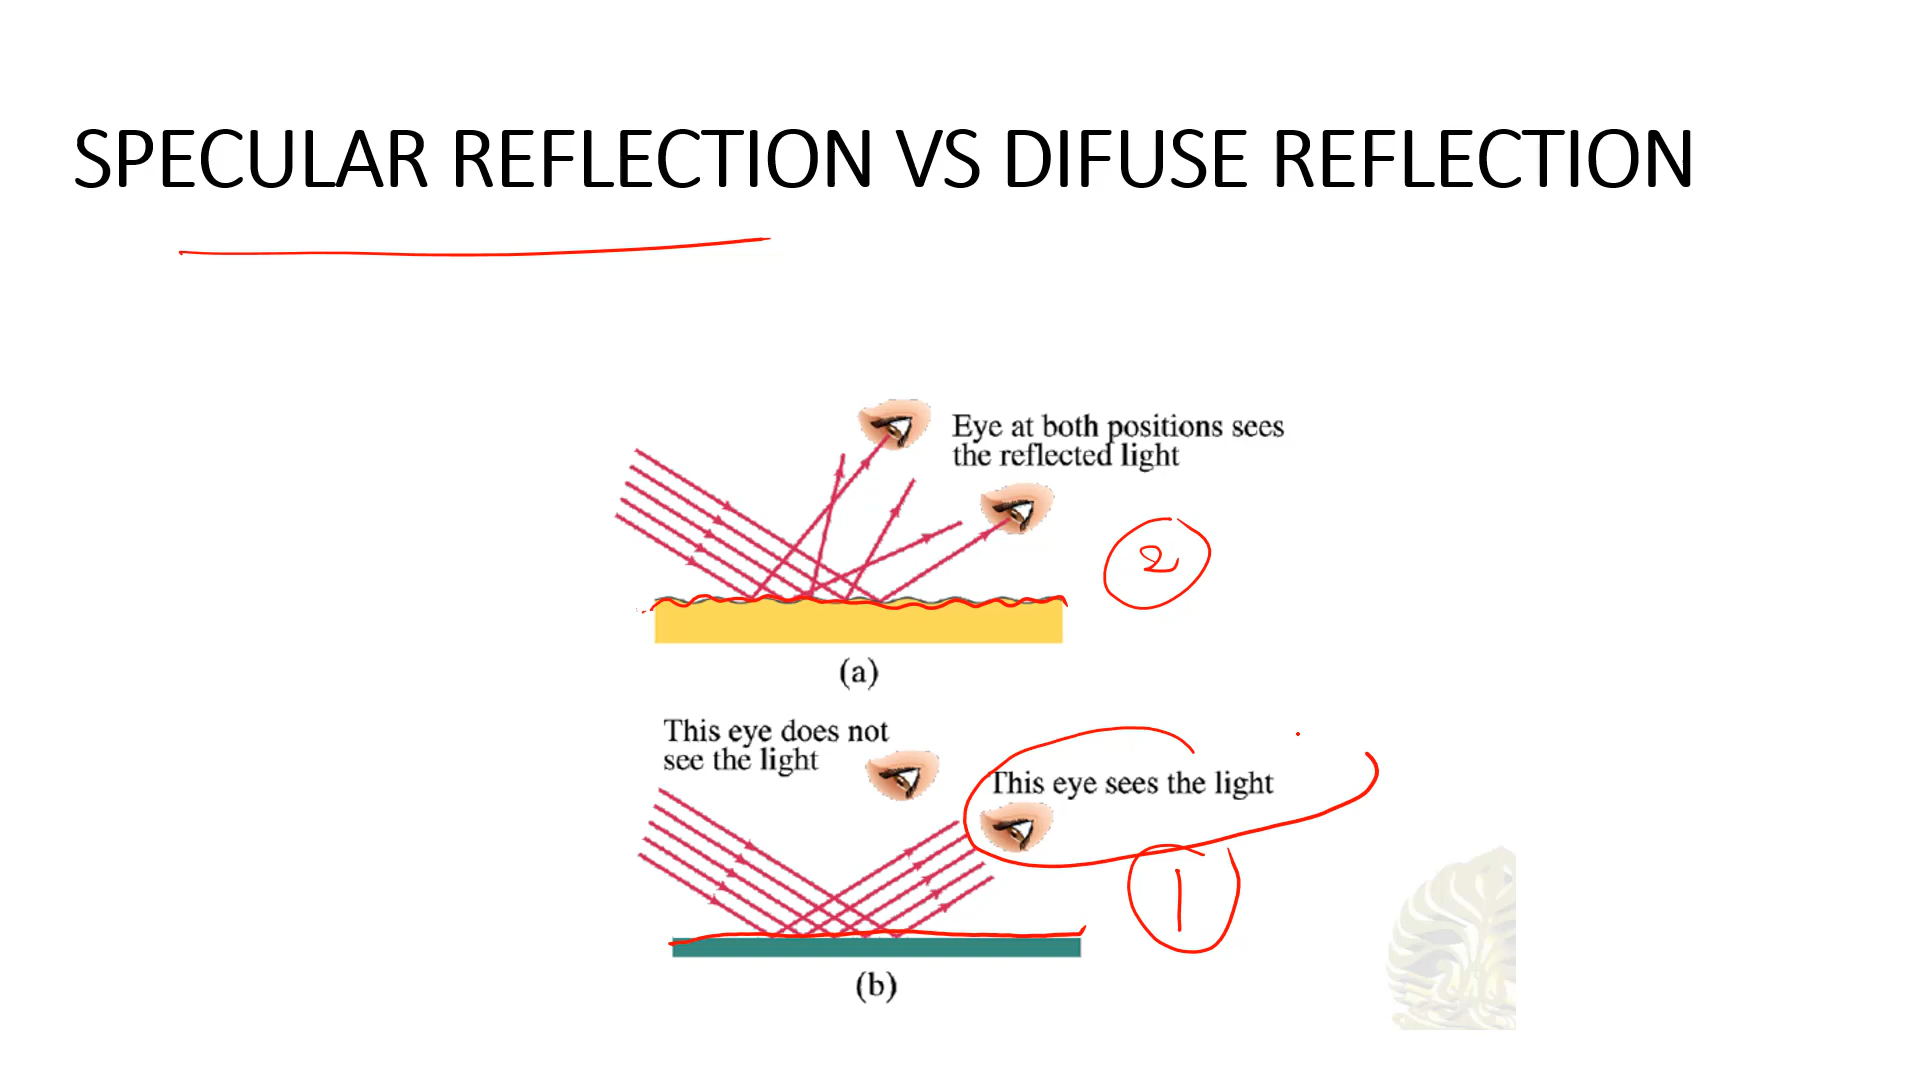 SPECULAR REFLECTION VS DIFUSE REFLECTION
Eye at both positions sees
the reflected light
2
(a)
This eye does not
see the light
This eye sees the light
1
(b)